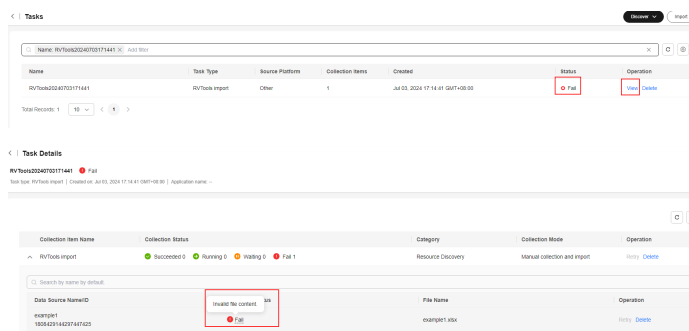 Tasks
Discover
Import
Name: RVTools20240703171441 × Add filter
Name Task Type Source Platform Collection Items Created Status Operation
RVTools20240703171441 RVTools import Other 1 Jul 03, 2024 17:14:41 GMT+08:00 Fail View Delete
Total Records: 1 10 < 1 >
Task Details
RVTools20240703171441 Fail
Task type: RVTools import | Created on: Jul 03, 2024 17:14:41 GMT+08:00 | Application name: --
Collection Item Name Collection Status Category Collection Mode Operation
RVTools import Succeeded 0 Running 0 Waiting 0 Fail 1 Resource Discovery Manual collection and import Retry Delete
Search by name by default.
Invalid file content.
Data Source Name/ID File Name Operation
example1 Fail example1.xlsx Retry Delete